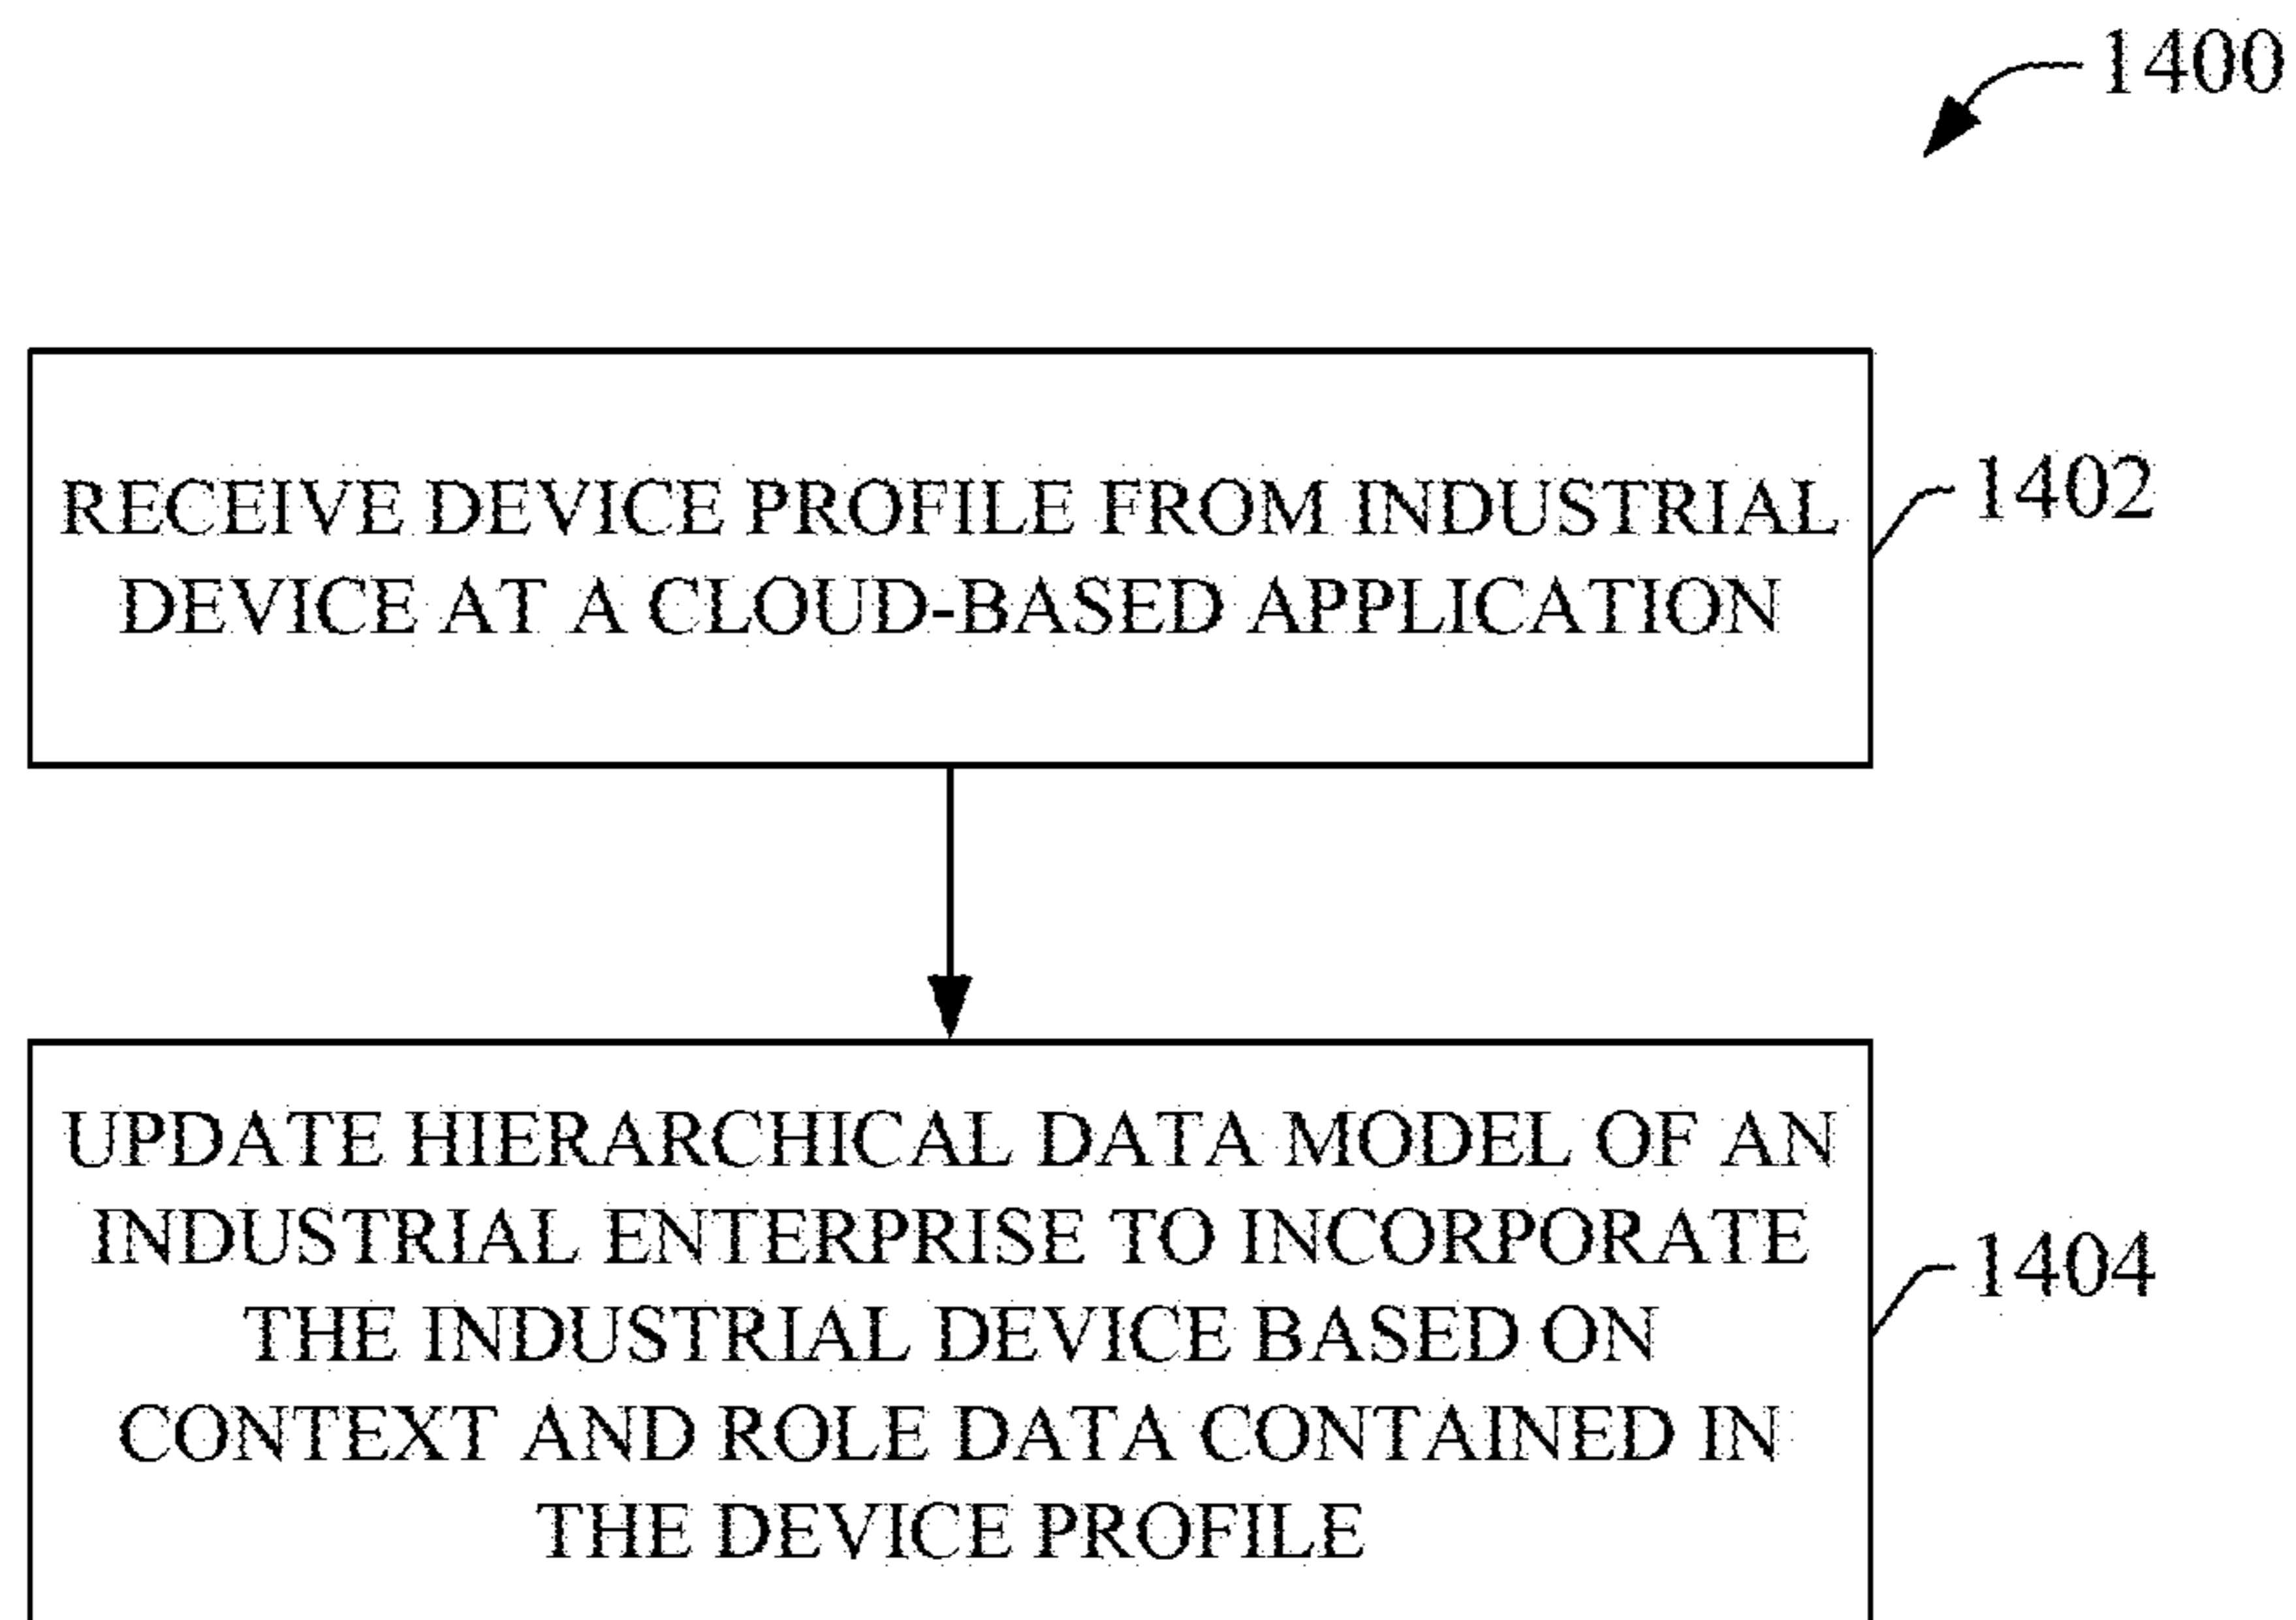 1400
RECEIVE DEVICE PROFILE FROM INDUSTRIAL
DEVICE AT A CLOUD-BASED APPLICATION
1402
UPDATE HIERARCHICAL DATA MODEL OF AN
INDUSTRIAL ENTERPRISE TO INCORPORATE
THE INDUSTRIAL DEVICE BASED ON
CONTEXT AND ROLE DATA CONTAINED IN
THE DEVICE PROFILE
1404